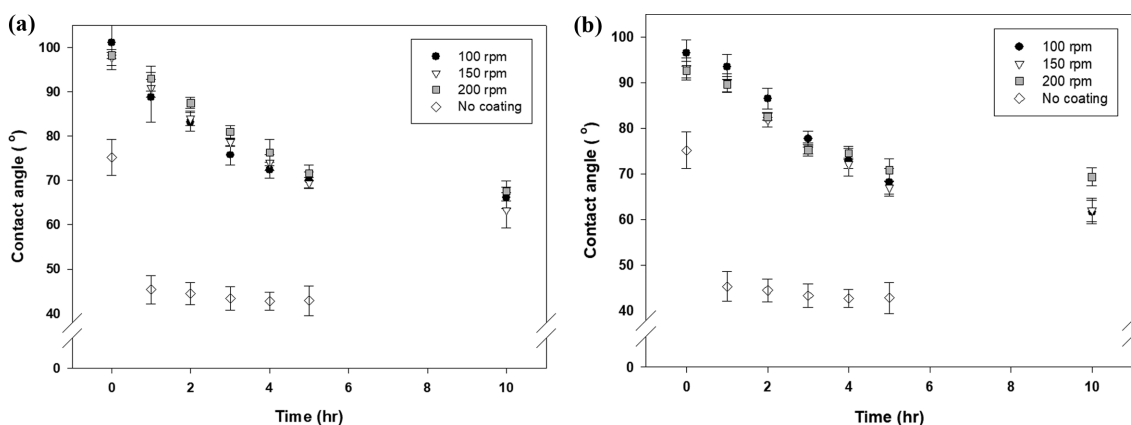 (a)
100
90
80
70
60
50
40
0
Contact angle ( o)
100 rpm
150 rpm
200 rpm
No coating
0 2 4 6 8 10
Time (hr)
(b)
100
90
80
70
60
50
40
0
Contact angle ( o)
100 rpm
150 rpm
200 rpm
No coating
0 2 4 6 8 10
Time (hr)